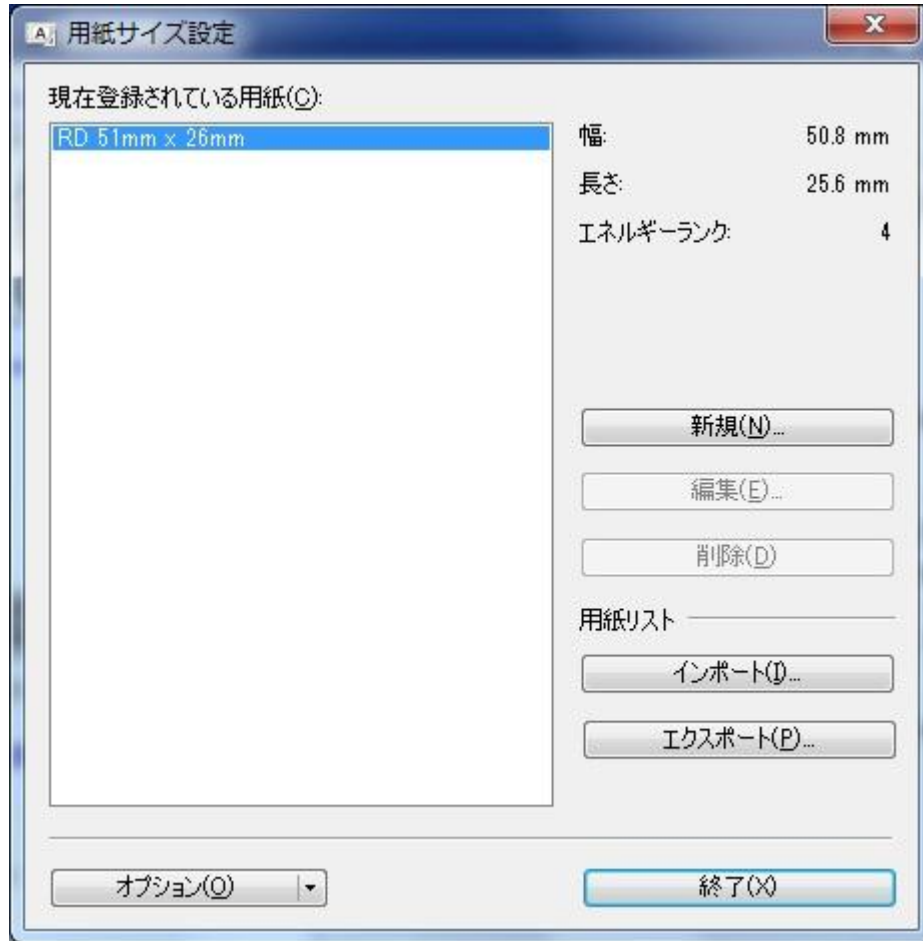 用紙サイズ設定
現在登録されている用紙(C):
RD 51mm x 26mm
幅: 50.8 mm
長さ: 25.6 mm
エネルギーランク: 4
新規(N)...
編集(E)...
削除(D)
用紙リスト
インポート(I)...
エクスポート(P)...
オプション(O)
終了(X)